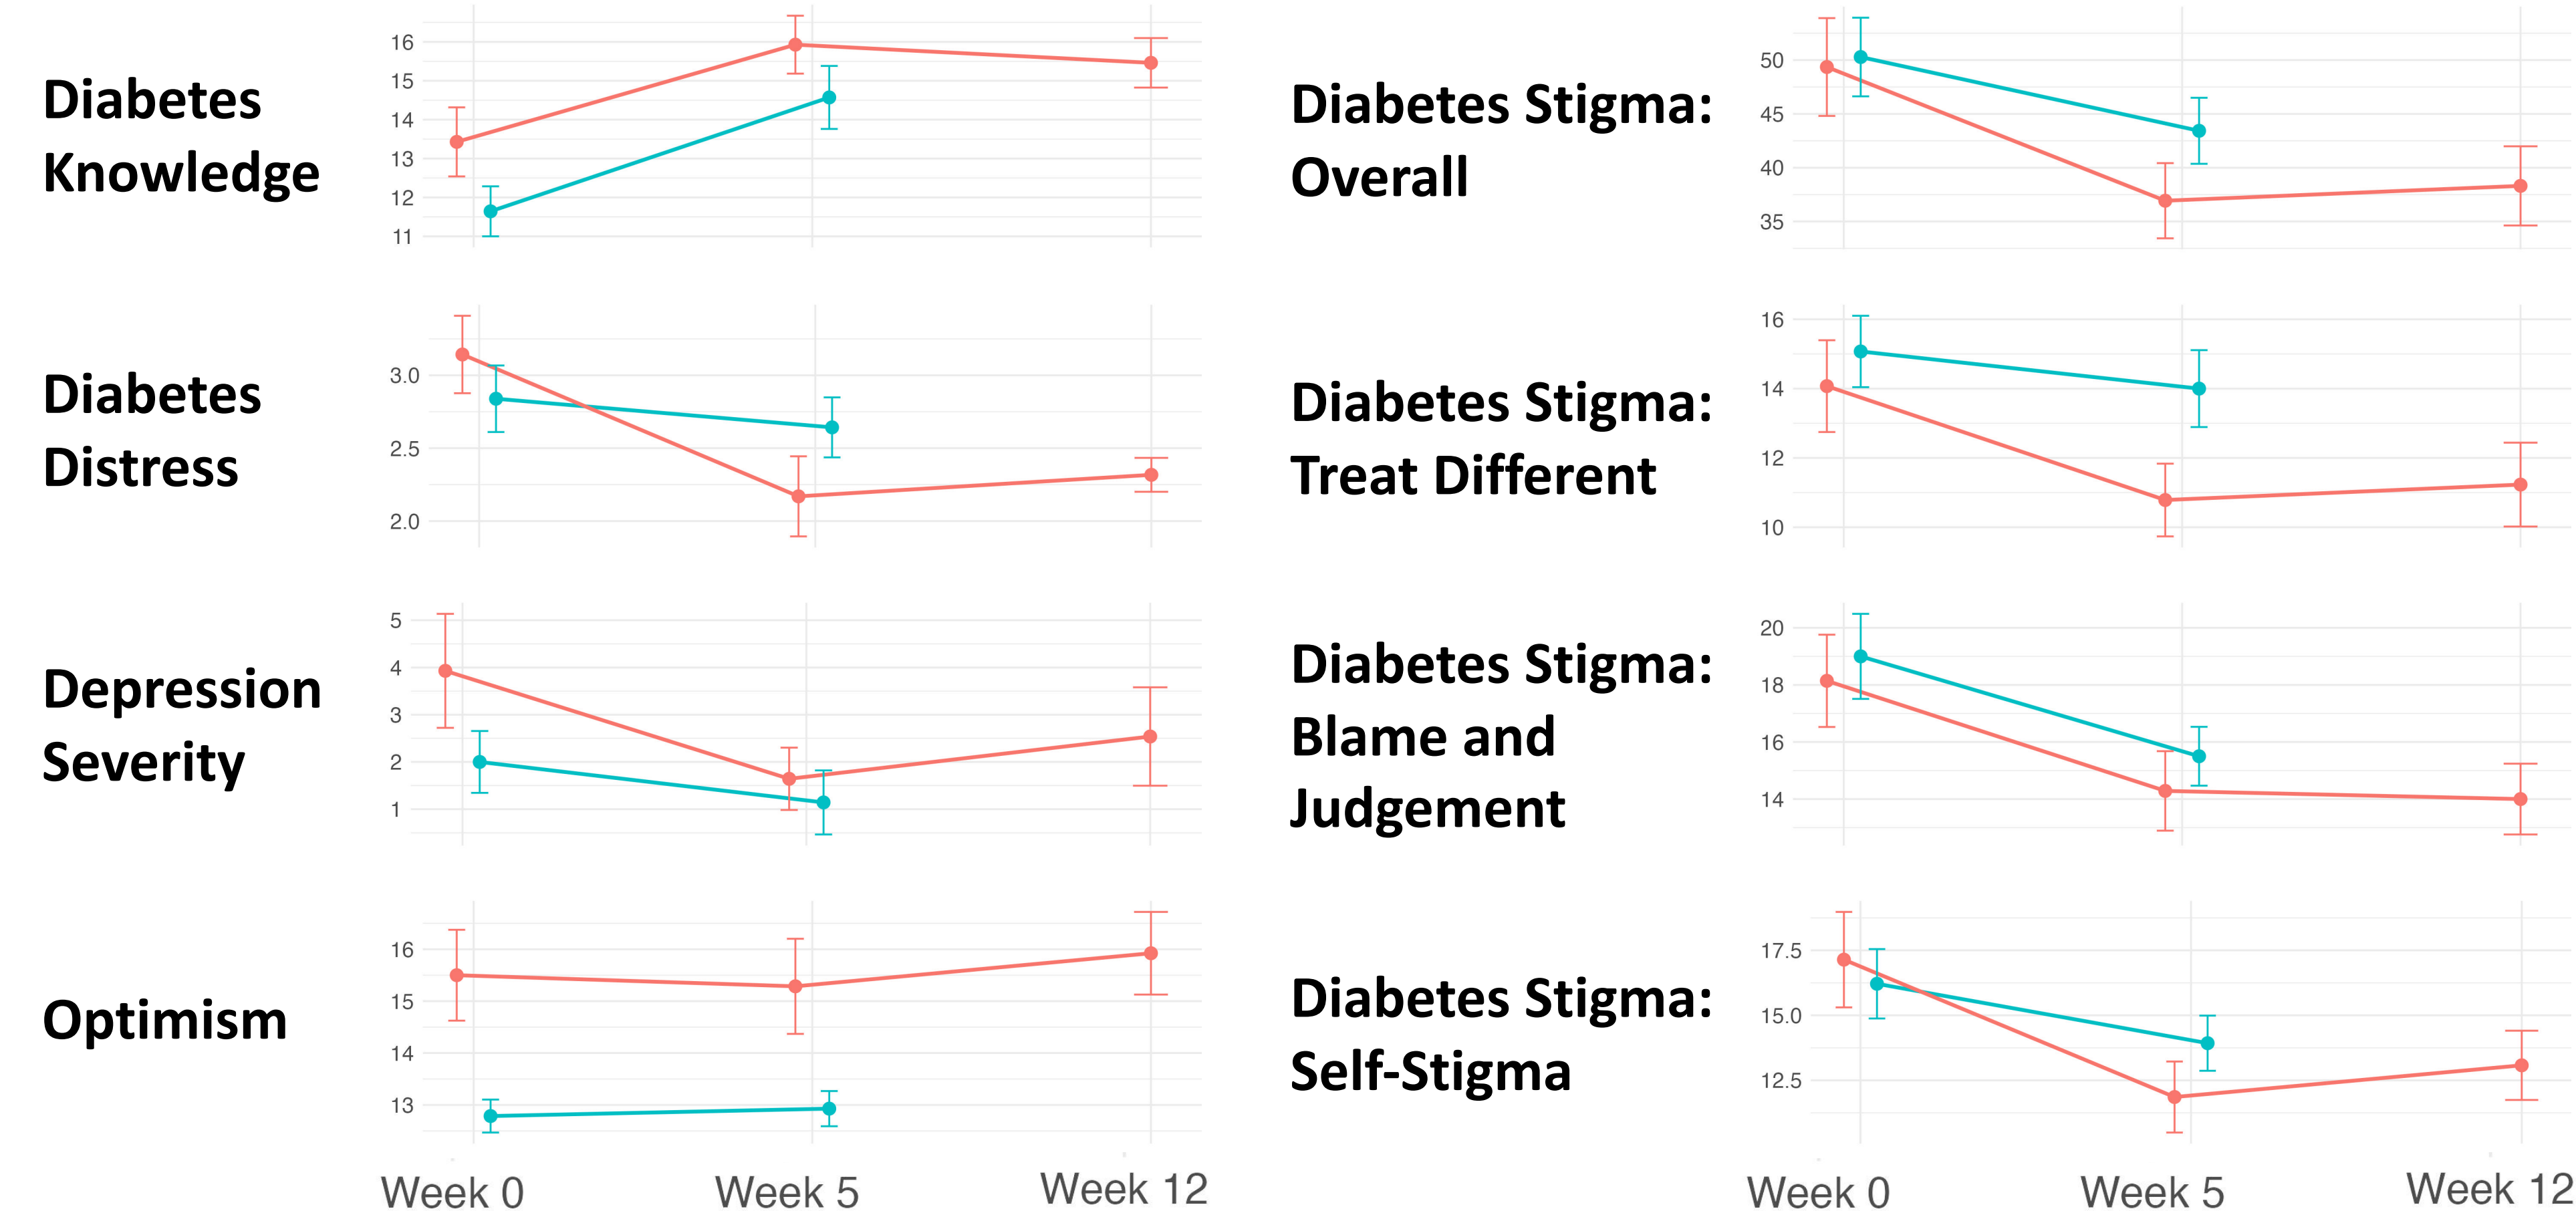 Diabetes
Knowledge
16
15
14
13
12
11
Diabetes Stigma:
Overall
50
45
40
35
Diabetes
Distress
3.0
2.5
2.0
Diabetes Stigma:
Treat Different
16
14
12
10
Depression
Severity
5
4
3
2
1
Diabetes Stigma:
Blame and
Judgement
20
18
16
14
Optimism
16
15
14
13
Diabetes Stigma:
Self-Stigma
17.5
15.0
12.5
Week 0 Week 5 Week 12
Week 0 Week 5 Week 12